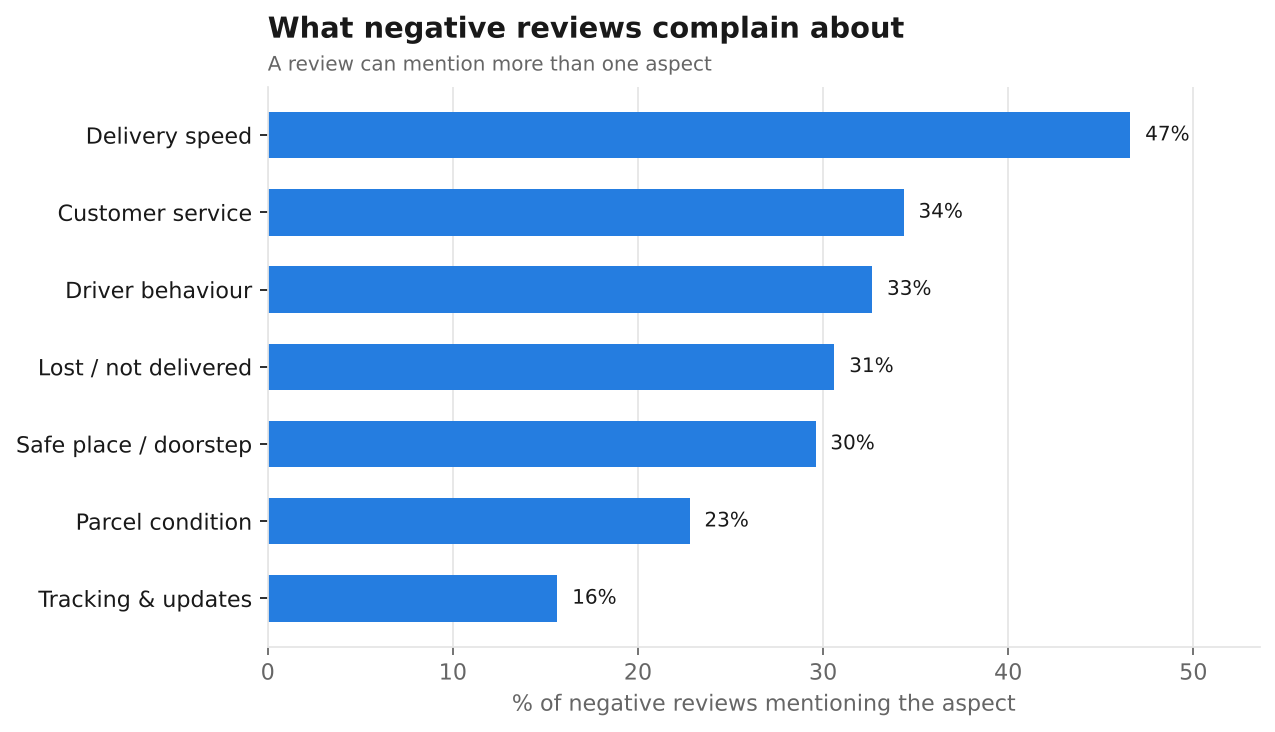 What negative reviews complain about
A review can mention more than one aspect
Delivery speed 47%
Customer service 34%
Driver behaviour 33%
Lost / not delivered 31%
Safe place / doorstep 30%
Parcel condition 23%
Tracking & updates 16%
0 10 20 30 40 50
% of negative reviews mentioning the aspect